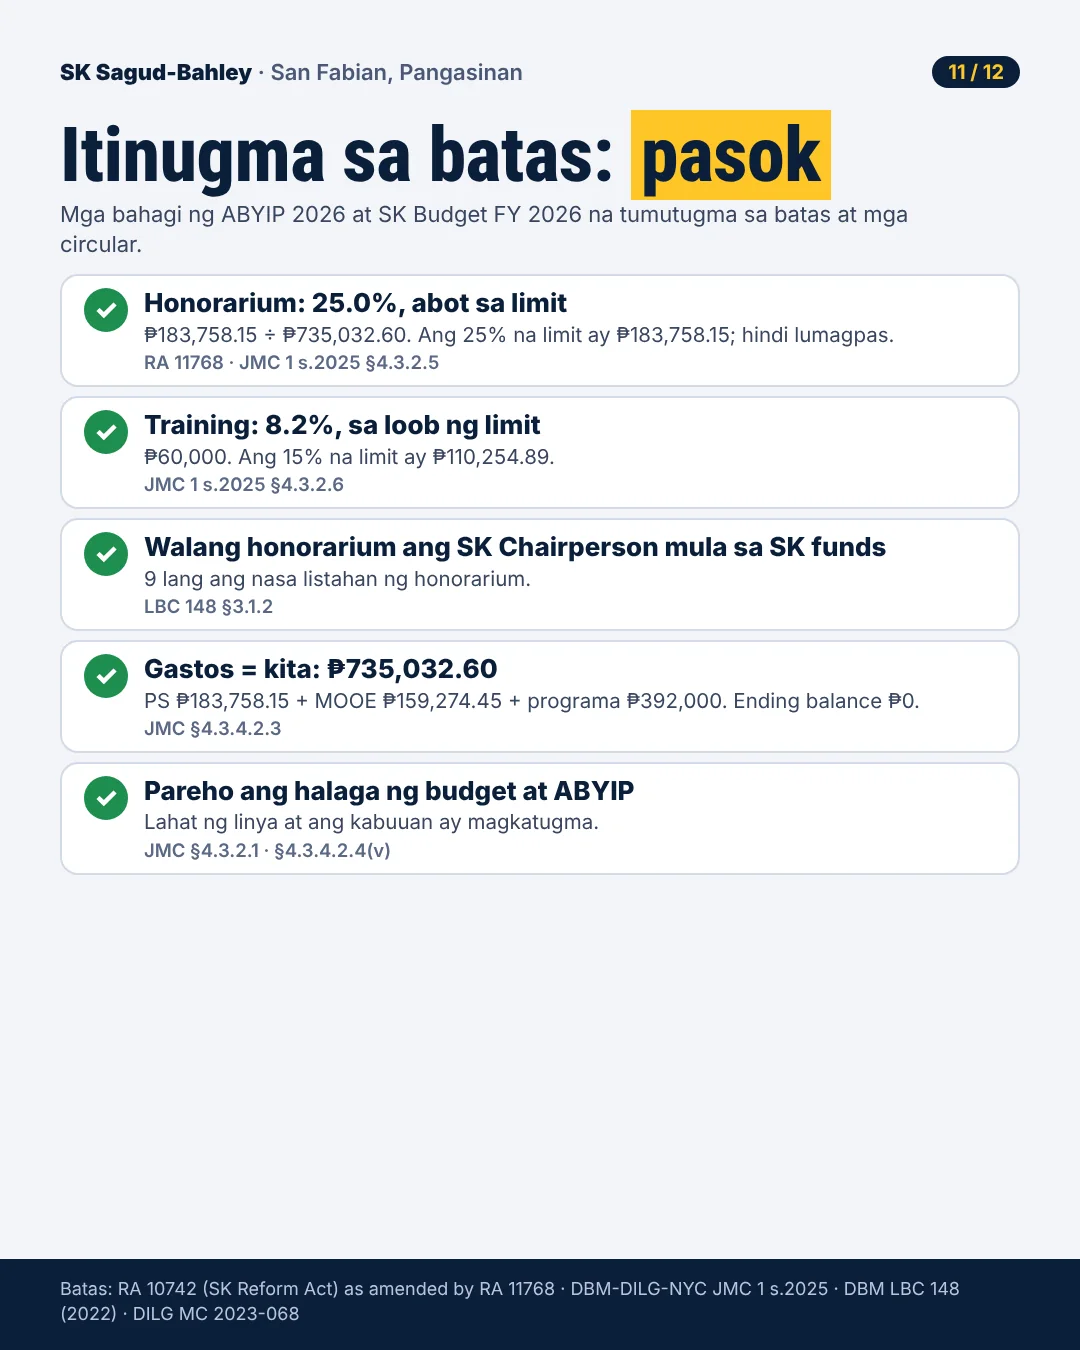 SK Sagud-Bahley · San Fabian, Pangasinan
11 / 12
Itinugma sa batas: pasok
Mga bahagi ng ABYIP 2026 at SK Budget FY 2026 na tumutugma sa batas at mga
circular.
Honorarium: 25.0%, abot sa limit
₱183,758.15 ÷ ₱735,032.60. Ang 25% na limit ay ₱183,758.15; hindi lumagpas.
RA 11768 · JMC 1 s.2025 §4.3.2.5
Training: 8.2%, sa loob ng limit
₱60,000. Ang 15% na limit ay ₱110,254.89.
JMC 1 s.2025 §4.3.2.6
Walang honorarium ang SK Chairperson mula sa SK funds
9 lang ang nasa listahan ng honorarium.
LBC 148 §3.1.2
Gastos = kita: ₱735,032.60
PS ₱183,758.15 + MOOE ₱159,274.45 + programa ₱392,000. Ending balance ₱0.
JMC §4.3.4.2.3
Pareho ang halaga ng budget at ABYIP
Lahat ng linya at ang kabuuan ay magkatugma.
JMC §4.3.2.1 · §4.3.4.2.4(v)
Batas: RA 10742 (SK Reform Act) as amended by RA 11768 · DBM-DILG-NYC JMC 1 s.2025 · DBM LBC 148
(2022) · DILG MC 2023-068